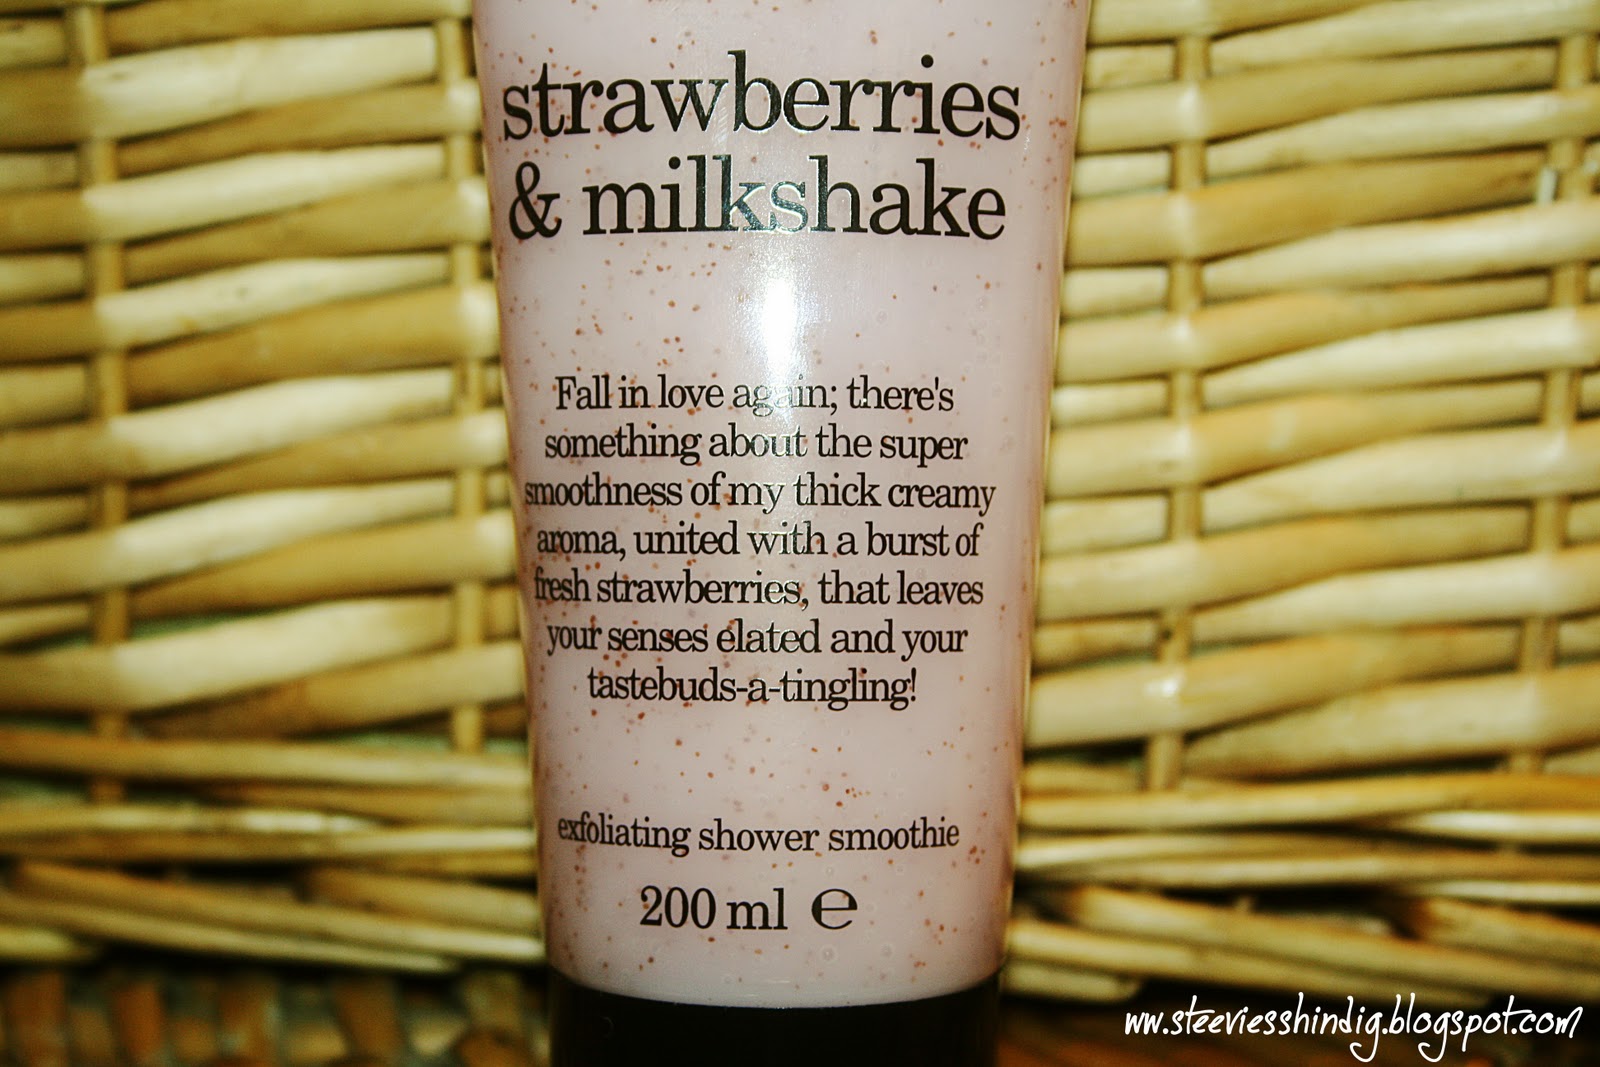 strawberries
& milkshake
Fall in love again; there's
something about the super
smoothness of my thick creamy
aroma, united with a burst of
fresh strawberries, that leaves
your senses elated and your
tastebuds-a-tingling!
exfoliating shower smoothie
200 ml ℮
www.steeviesshindig.blogspot.com